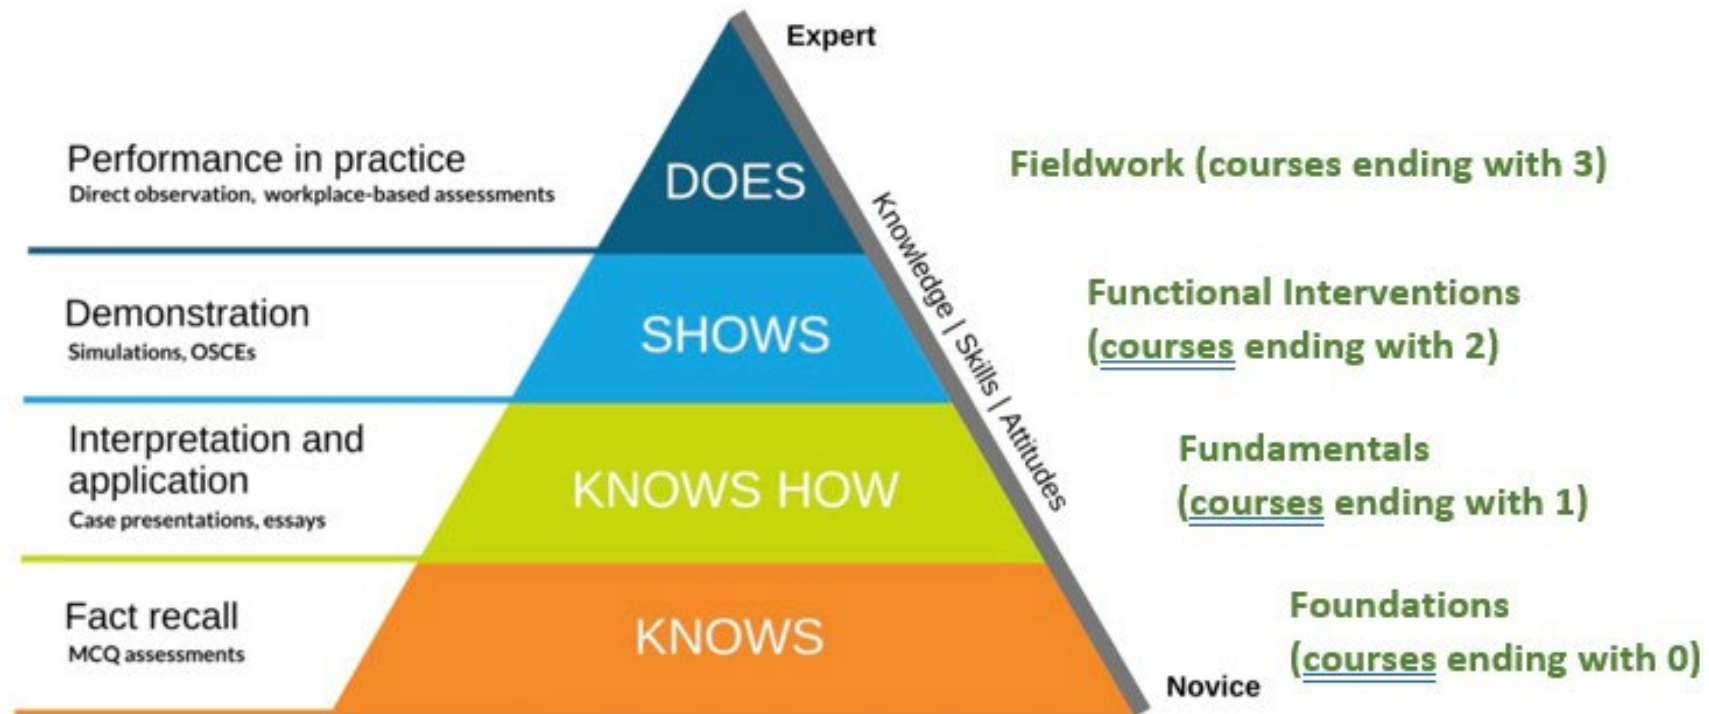 Expert
Performance in practice
Direct observation, workplace-based assessments
DOES
Fieldwork (courses ending with 3)
Knowledge | Skills | Attitudes
Demonstration
Simulations, OSCEs
SHOWS
Functional Interventions
(courses ending with 2)
Interpretation and
application
Case presentations, essays
KNOWS HOW
Fundamentals
(courses ending with 1)
Fact recall
MCQ assessments
KNOWS
Foundations
(courses ending with 0)
Novice